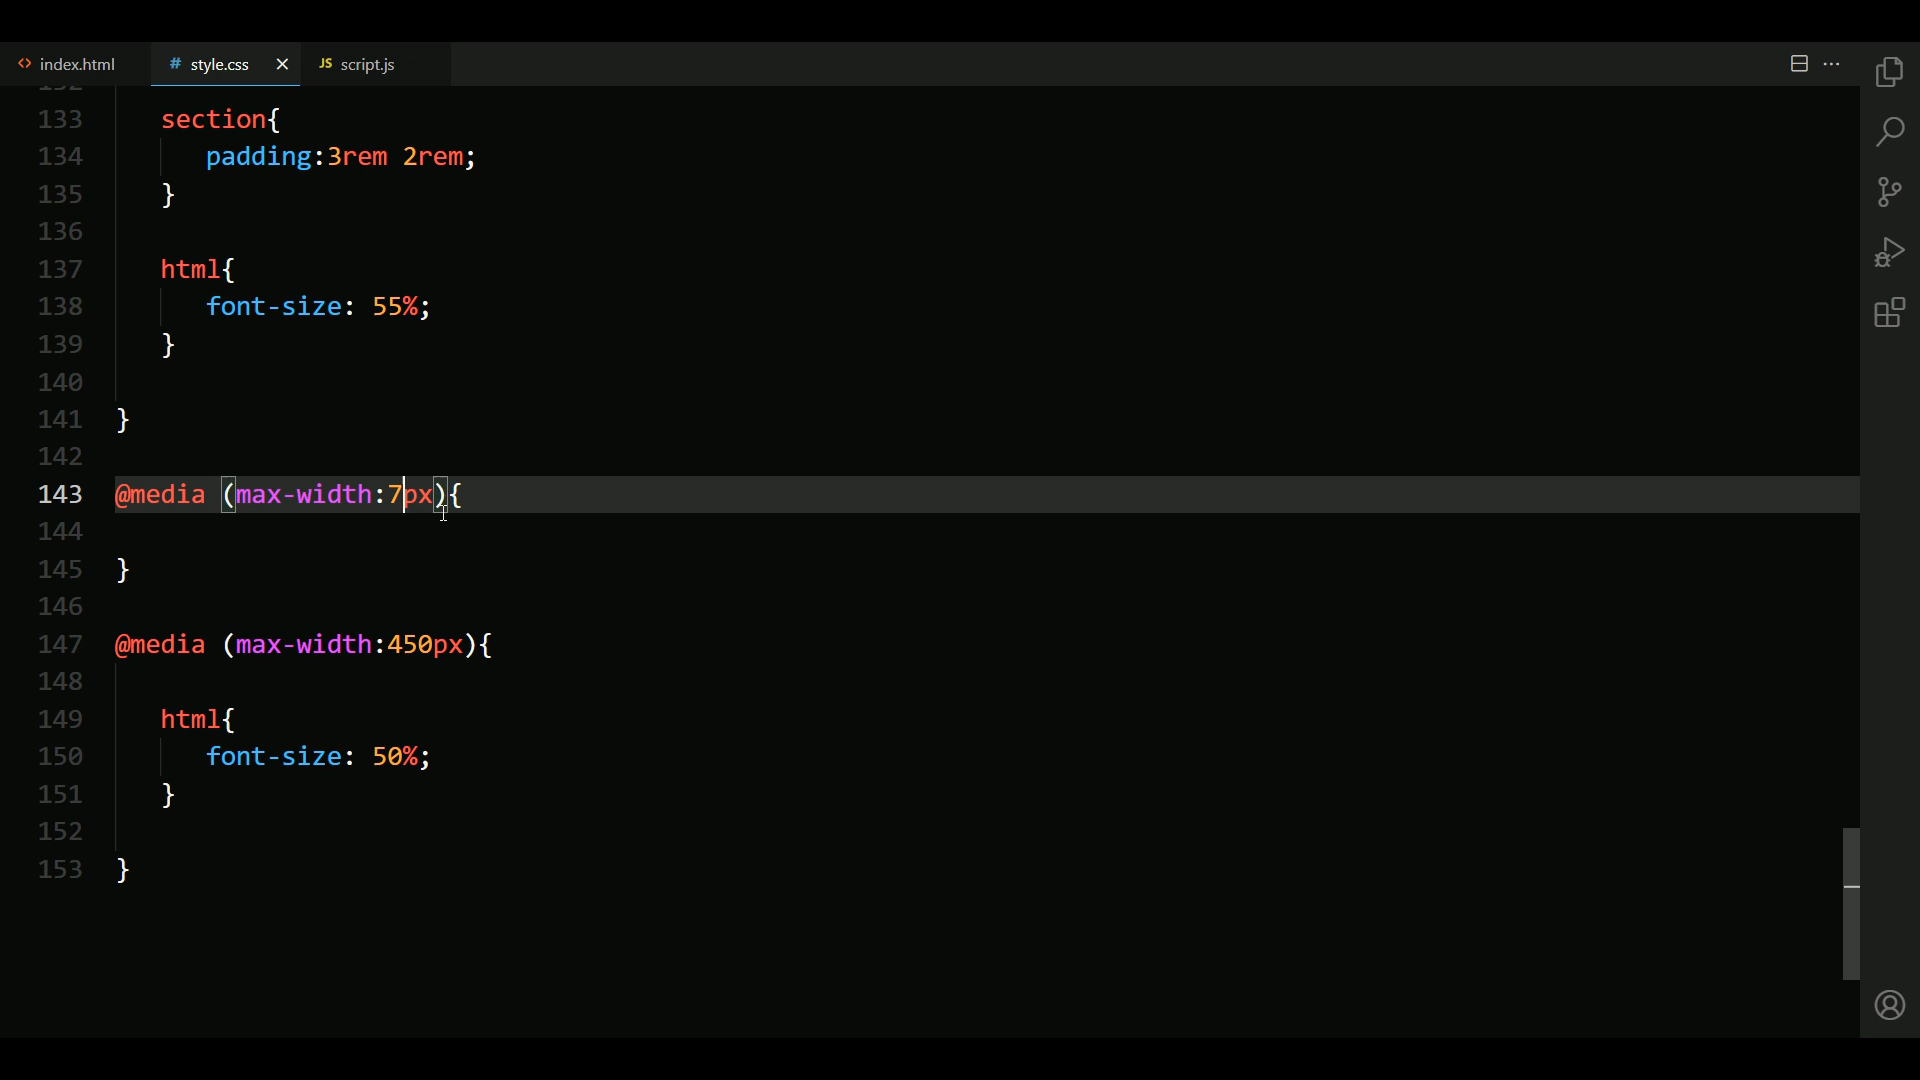 index.html
# style.css
JS script.js
133 section{
134 padding:3rem 2rem;
135 }
136
137 html{
138 font-size: 55%;
139 }
140
141 }
142
143 @media (max-width:7px){
144
145 }
146
147 @media (max-width:450px){
148
149 html{
150 font-size: 50%;
151 }
152
153 }